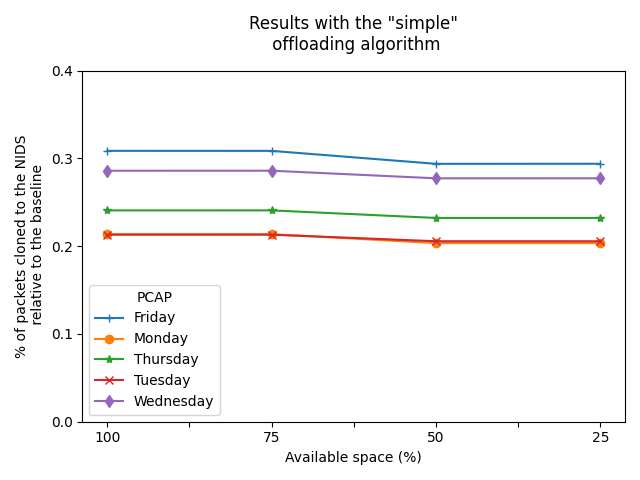 Results with the "simple"
offloading algorithm
% of packets cloned to the NIDS
relative to the baseline
0.4
0.3
0.2
0.1
0.0
PCAP
Friday
Monday
Thursday
Tuesday
Wednesday
100
75
50
25
Available space (%)